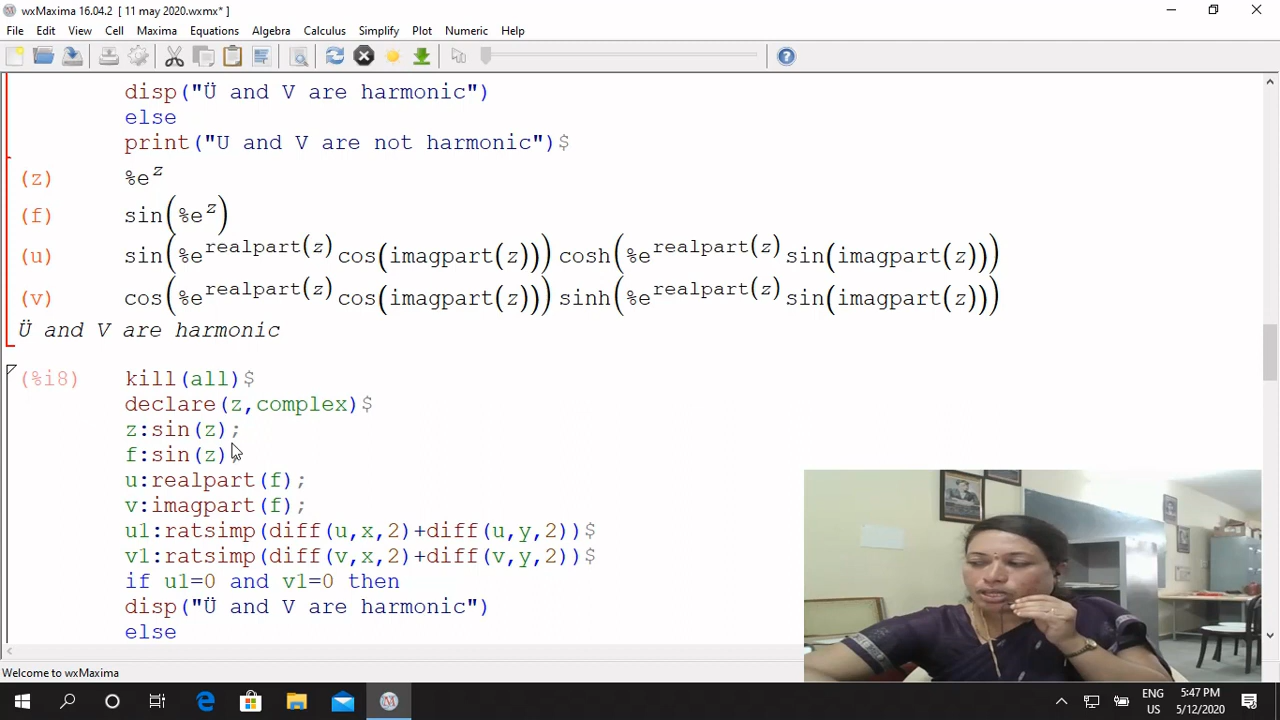 wxMaxima 16.04.2 [ 11 may 2020.wxmx* ]
File Edit View Cell Maxima Equations Algebra Calculus Simplify Plot Numeric Help
disp("Ü and V are harmonic")
else
print("U and V are not harmonic")$
(z) %e^z
(f) sin(%e^z)
(u) sin(%e^realpart(z) cos(imagpart(z))) cosh(%e^realpart(z) sin(imagpart(z)))
(v) cos(%e^realpart(z) cos(imagpart(z))) sinh(%e^realpart(z) sin(imagpart(z)))
Ü and V are harmonic
(%i8) kill(all)$
declare(z,complex)$
z:sin(z);
f:sin(z);
u:realpart(f);
v:imagpart(f);
u1:ratsimp(diff(u,x,2)+diff(u,y,2))$
v1:ratsimp(diff(v,x,2)+diff(v,y,2))$
if u1=0 and v1=0 then
disp("Ü and V are harmonic")
else
Welcome to wxMaxima
ENG 5:47 PM
US 5/12/2020